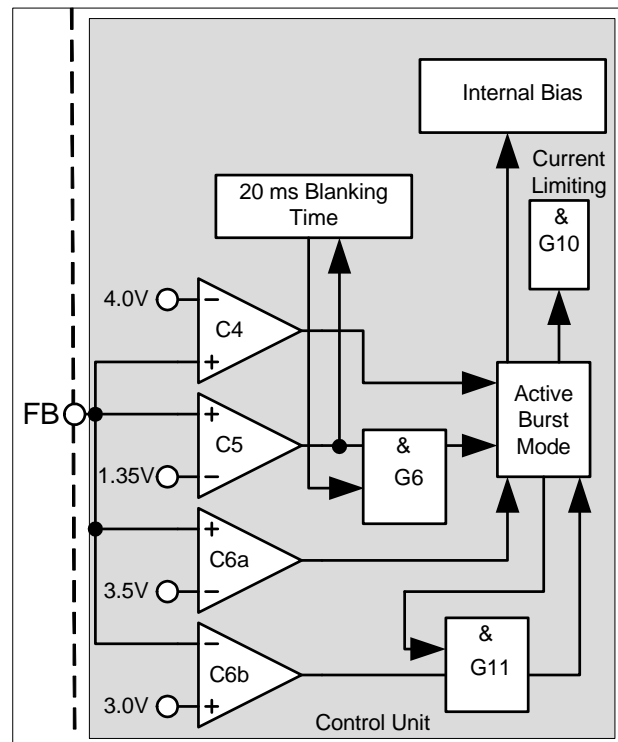 Internal Bias
Current
Limiting
20 ms Blanking
Time
&
G10
4.0V
−
C4
+
FB
+
C5
1.35V
−
&
G6
Active
Burst
Mode
+
C6a
3.5V
−
−
C6b
3.0V
+
&
G11
Control Unit